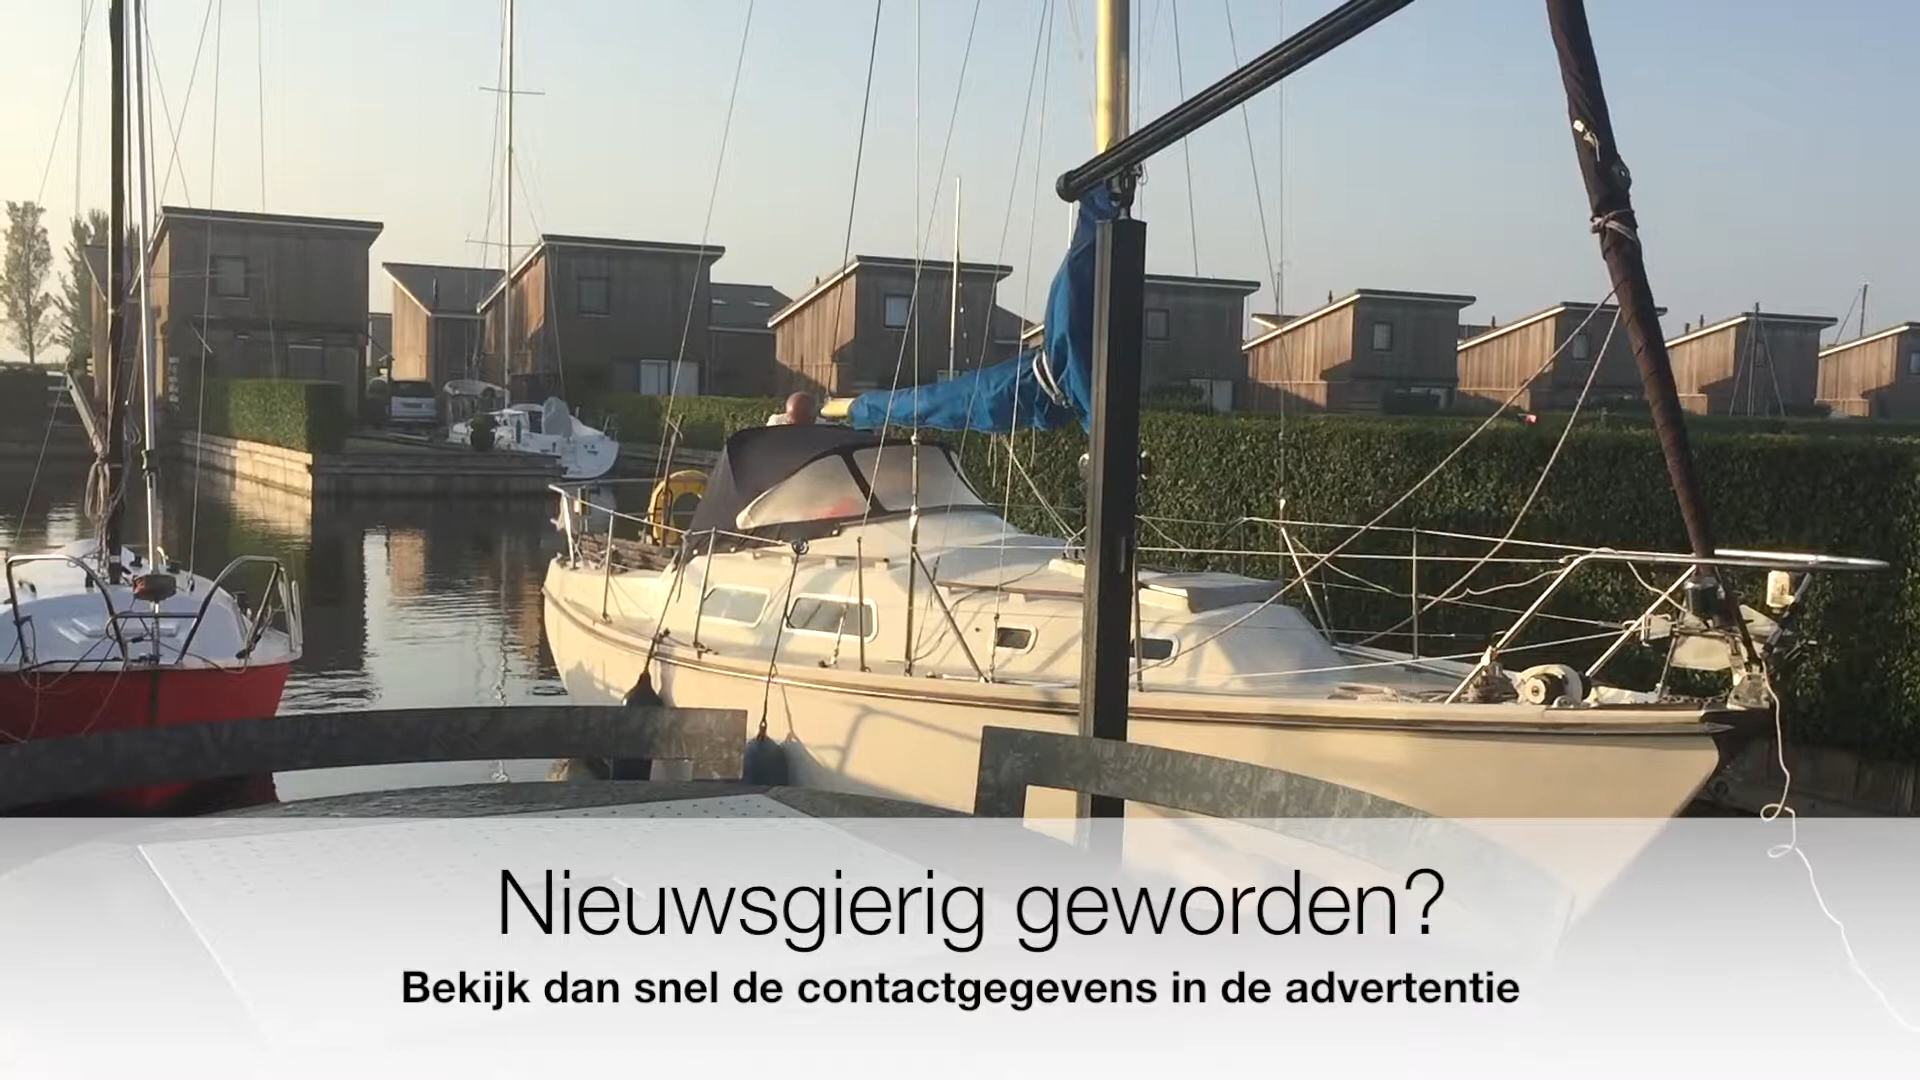 Nieuwsgierig geworden?
Bekijk dan snel de contactgegevens in de advertentie